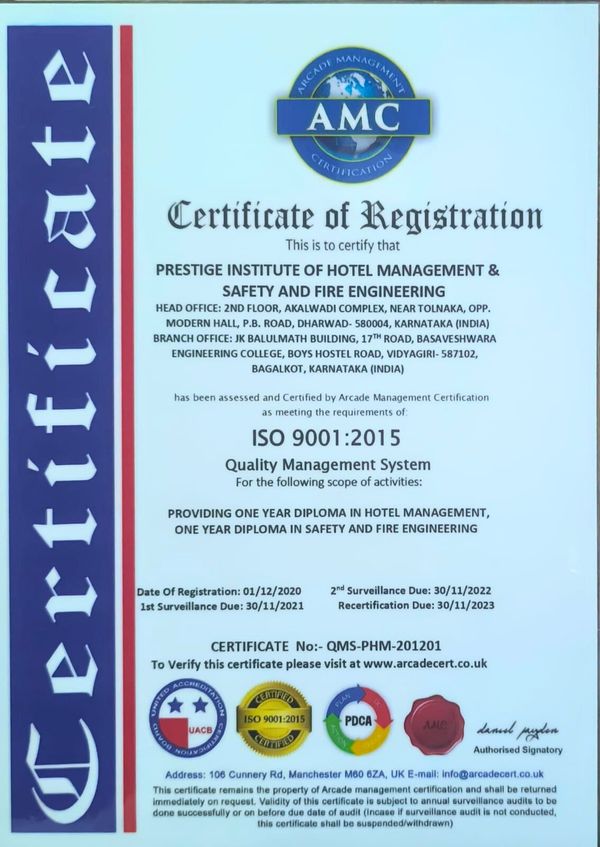 Certificate
ARCADE MANAGEMENT
AMC
CERTIFICATION
Certificate of Registration
This is to certify that
PRESTIGE INSTITUTE OF HOTEL MANAGEMENT &
SAFETY AND FIRE ENGINEERING
HEAD OFFICE: 2ND FLOOR, AKALWADI COMPLEX, NEAR TOLNAKA, OPP.
MODERN HALL, P.B. ROAD, DHARWAD- 580004, KARNATAKA (INDIA)
BRANCH OFFICE: JK BALULMATH BUILDING, 17TH ROAD, BASAVESHWARA
ENGINEERING COLLEGE, BOYS HOSTEL ROAD, VIDYAGIRI- 587102,
BAGALKOT, KARNATAKA (INDIA)
has been assessed and Certified by Arcade Management Certification
as meeting the requirements of:
ISO 9001:2015
Quality Management System
For the following scope of activities:
PROVIDING ONE YEAR DIPLOMA IN HOTEL MANAGEMENT,
ONE YEAR DIPLOMA IN SAFETY AND FIRE ENGINEERING
Date Of Registration: 01/12/2020 2nd Surveillance Due: 30/11/2022
1st Surveillance Due: 30/11/2021 Recertification Due: 30/11/2023
CERTIFICATE No:- QMS-PHM-201201
To Verify this certificate please visit at www.arcadecert.co.uk
UNITED ACCREDITATION
CERTIFICATION BOARD
UACB
CERTIFIED
ISO 9001:2015
CERTIFIED
PLAN
PDCA
ACTION
AMC
Authorised Signatory
Address: 106 Cunnery Rd, Manchester M60 6ZA, UK E-mail: info@arcadecert.co.uk
This certificate remains the property of Arcade management certification and shall be returned
immediately on request. Validity of this certificate is subject to annual surveillance audits to be
done successfully or on before due date of audit (Incase if surveillance audit is not conducted,
this certificate shall be suspended/withdrawn)